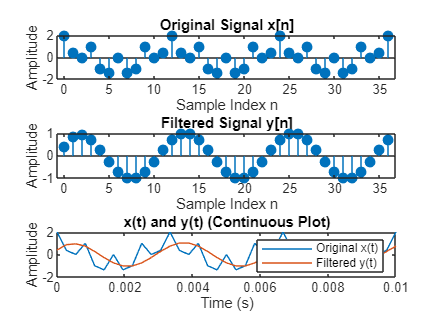 Original Signal x[n]
Amplitude
2
0
-2
0 5 10 15 20 25 30 35
Sample Index n
Filtered Signal y[n]
Amplitude
1
0
-1
0 5 10 15 20 25 30 35
Sample Index n
x(t) and y(t) (Continuous Plot)
Amplitude
2
0
-2
Original x(t)
Filtered y(t)
0 0.002 0.004 0.006 0.008 0.01
Time (s)